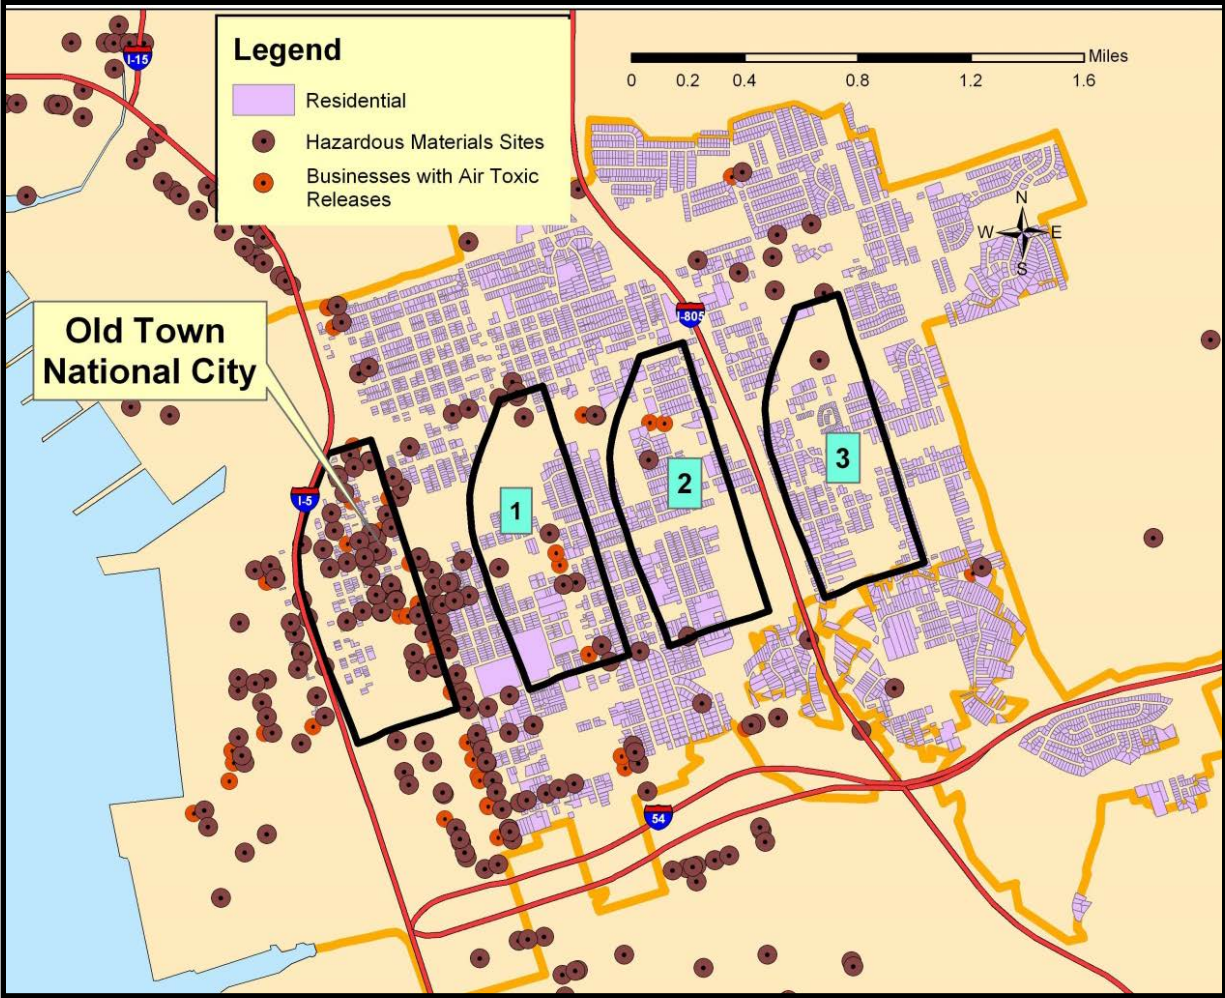 Legend
Residential
Hazardous Materials Sites
Businesses with Air Toxic
Releases
Miles
0 0.2 0.4 0.8 1.2 1.6
I-15
N
W E
S
Old Town
National City
I-805
I-5
1
2
3
54